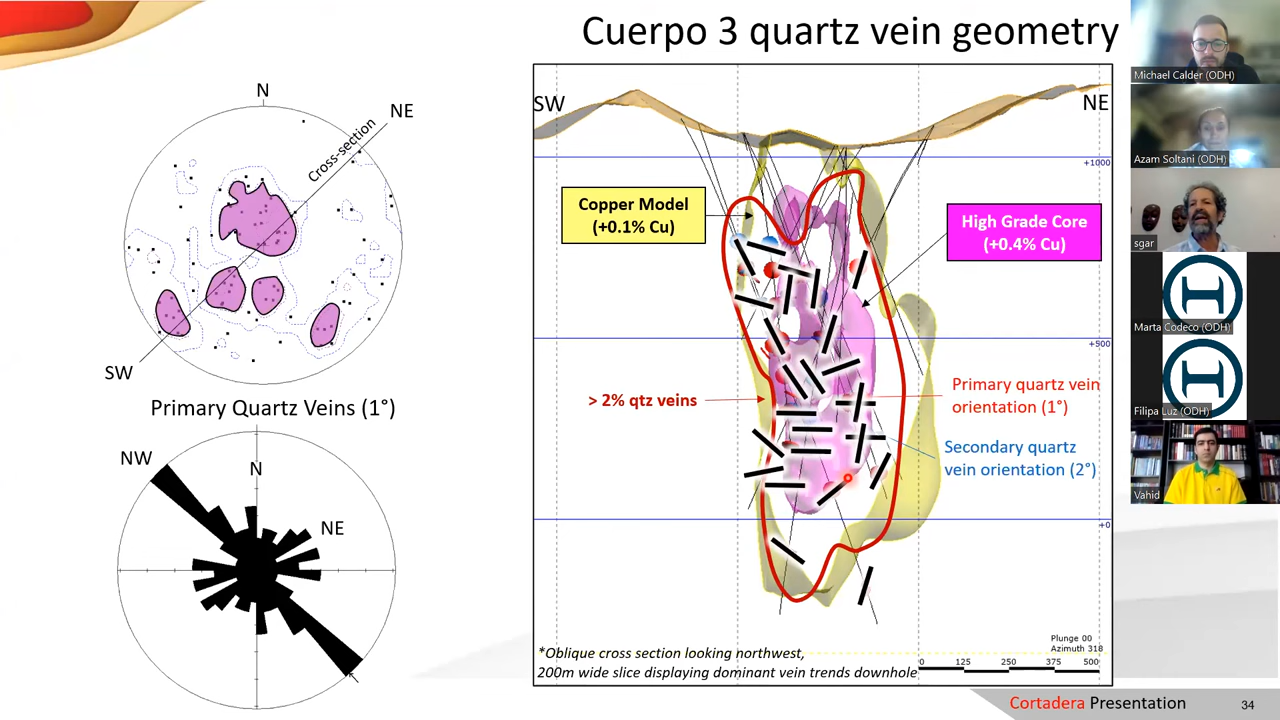 Cuerpo 3 quartz vein geometry
N
NE
Cross-section
SW
Primary Quartz Veins (1°)
NW
N
NE
SW
NE
+1000
Copper Model
(+0.1% Cu)
High Grade Core
(+0.4% Cu)
+500
> 2% qtz veins
Primary quartz vein
orientation (1°)
Secondary quartz
vein orientation (2°)
+0
Plunge 00
Azimuth 318
0 125 250 375 500
*Oblique cross section looking northwest,
200m wide slice displaying dominant vein trends downhole
Cortadera Presentation
34
Michael Calder (ODH)
Azam Soltani (ODH)
sgar
Marta Codeco (ODH)
Filipa Luz (ODH)
Vahid